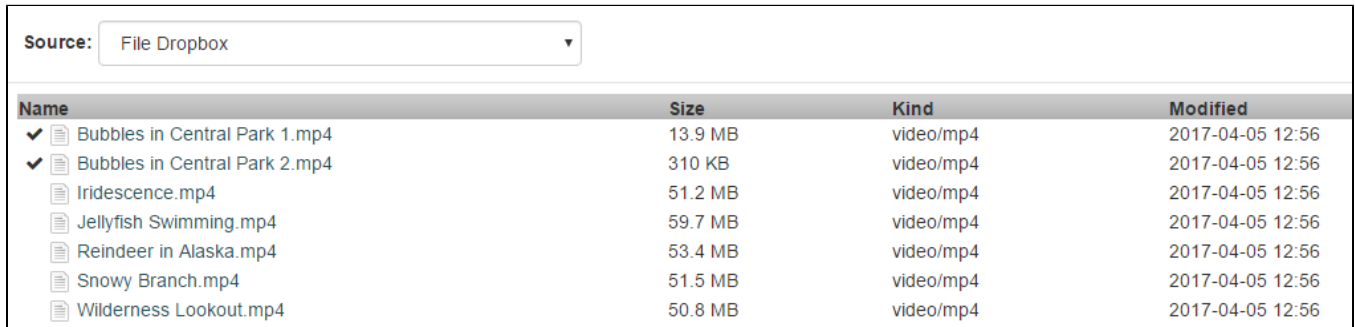 Source: File Dropbox
Name Size Kind Modified
Bubbles in Central Park 1.mp4 13.9 MB video/mp4 2017-04-05 12:56
Bubbles in Central Park 2.mp4 310 KB video/mp4 2017-04-05 12:56
Iridescence.mp4 51.2 MB video/mp4 2017-04-05 12:56
Jellyfish Swimming.mp4 59.7 MB video/mp4 2017-04-05 12:56
Reindeer in Alaska.mp4 53.4 MB video/mp4 2017-04-05 12:56
Snowy Branch.mp4 51.5 MB video/mp4 2017-04-05 12:56
Wilderness Lookout.mp4 50.8 MB video/mp4 2017-04-05 12:56